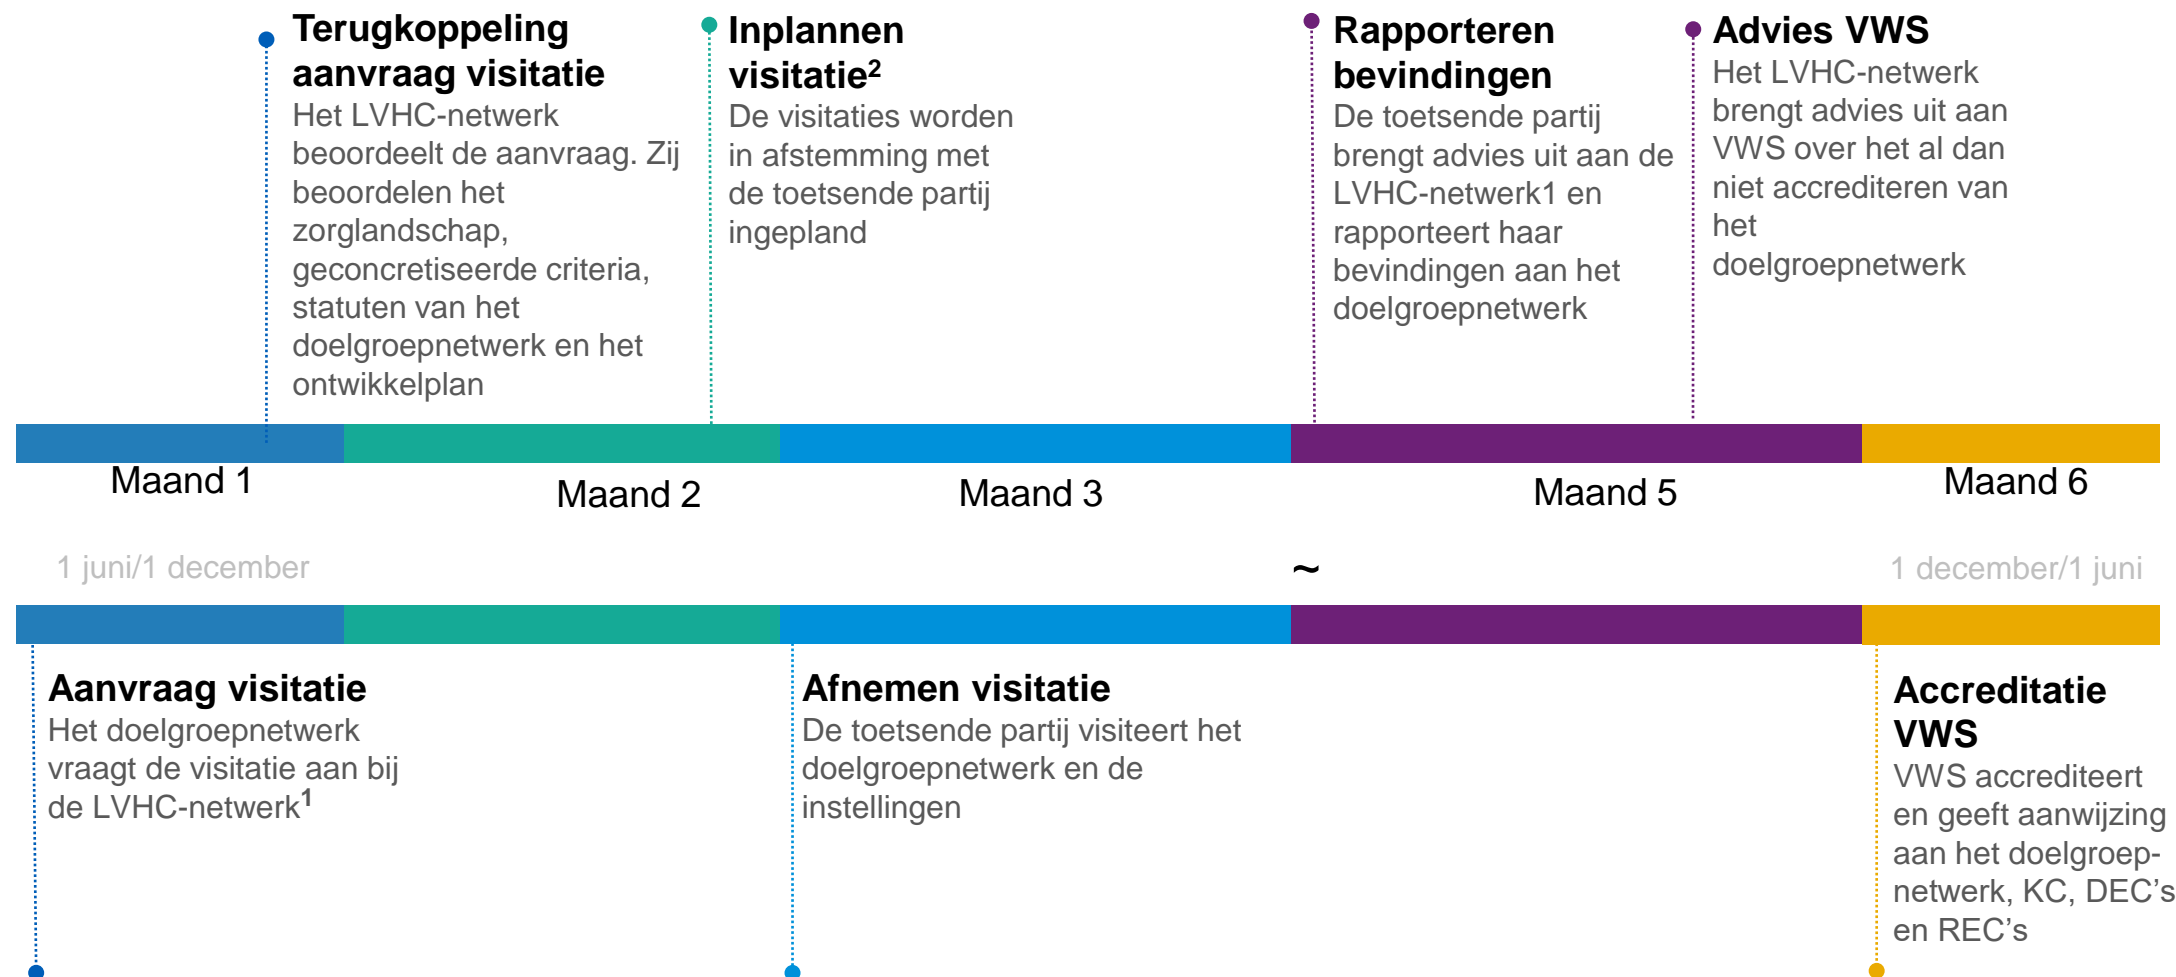 Terugkoppeling
aanvraag visitatie
Het LVHC-netwerk
beoordeelt de aanvraag. Zij
beoordelen het
zorglandschap,
geconcretiseerde criteria,
statuten van het
doelgroepnetwerk en het
ontwikkelplan
Inplannen
visitatie²
De visitaties worden
in afstemming met
de toetsende partij
ingepland
Rapporteren
bevindingen
De toetsende partij
brengt advies uit aan de
LVHC-netwerk1 en
rapporteert haar
bevindingen aan het
doelgroepnetwerk
Advies VWS
Het LVHC-netwerk
brengt advies uit aan
VWS over het al dan
niet accrediteren van
het
doelgroepnetwerk
Maand 1
Maand 2
Maand 3
Maand 5
Maand 6
1 juni/1 december
~
1 december/1 juni
Aanvraag visitatie
Het doelgroepnetwerk
vraagt de visitatie aan bij
de LVHC-netwerk¹
Afnemen visitatie
De toetsende partij visiteert het
doelgroepnetwerk en de
instellingen
Accreditatie
VWS
VWS accrediteert
en geeft aanwijzing
aan het doelgroep-
netwerk, KC, DEC’s
en REC’s